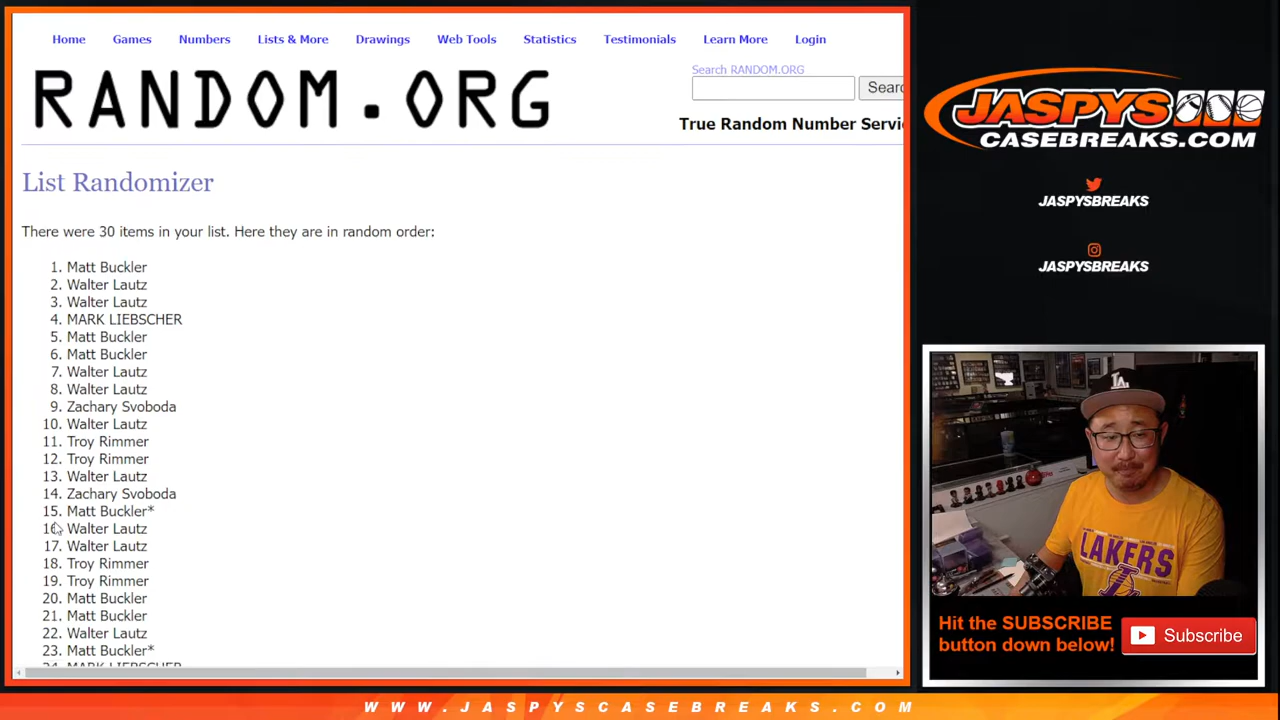 Home Games Numbers Lists & More Drawings Web Tools Statistics Testimonials Learn More Login
RANDOM.ORG
Search RANDOM.ORG
Searc
True Random Number Servi
List Randomizer
There were 30 items in your list. Here they are in random order:
1. Matt Buckler
2. Walter Lautz
3. Walter Lautz
4. MARK LIEBSCHER
5. Matt Buckler
6. Matt Buckler
7. Walter Lautz
8. Walter Lautz
9. Zachary Svoboda
10. Walter Lautz
11. Troy Rimmer
12. Troy Rimmer
13. Walter Lautz
14. Zachary Svoboda
15. Matt Buckler*
16. Walter Lautz
17. Walter Lautz
18. Troy Rimmer
19. Troy Rimmer
20. Matt Buckler
21. Matt Buckler
22. Walter Lautz
23. Matt Buckler*
24. MARK LIEBSCHER
JASPYS
CASEBREAKS.COM
JASPYSBREAKS
JASPYSBREAKS
LA
LAKERS
Hit the SUBSCRIBE
button down below!
Subscribe
WWW.JASPYSCASEBREAKS.COM